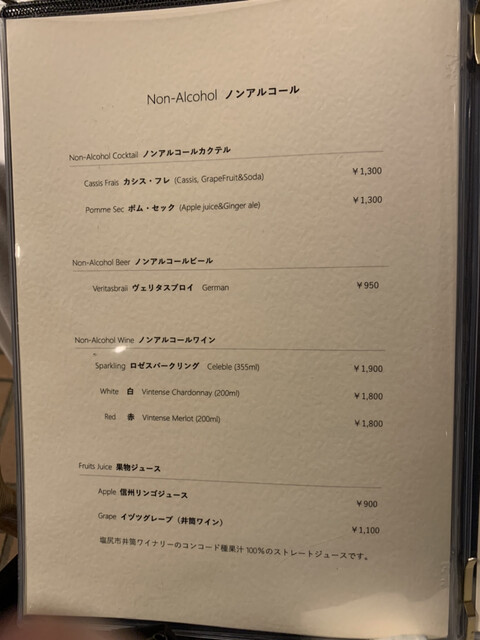 Non-Alcohol ノンアルコール
Non-Alcohol Cocktail ノンアルコールカクテル
Cassis Frais カシス・フレ (Cassis, GrapeFruit&Soda) ￥1,300
Pomme Sec ポム・セック (Apple juice&Ginger ale) ￥1,300
Non-Alcohol Beer ノンアルコールビール
Veritasbraii ヴェリタスブロイ German ￥950
Non-Alcohol Wine ノンアルコールワイン
Sparkling ロゼスパークリング Celeble (355ml) ￥1,900
White 白 Vintense Chardonnay (200ml) ￥1,800
Red 赤 Vintense Merlot (200ml) ￥1,800
Fruits Juice 果物ジュース
Apple 信州リンゴジュース ￥900
Grape イヅツグレープ（井筒ワイン） ￥1,100
塩尻市井筒ワイナリーのコンコード種果汁100％のストレートジュースです。